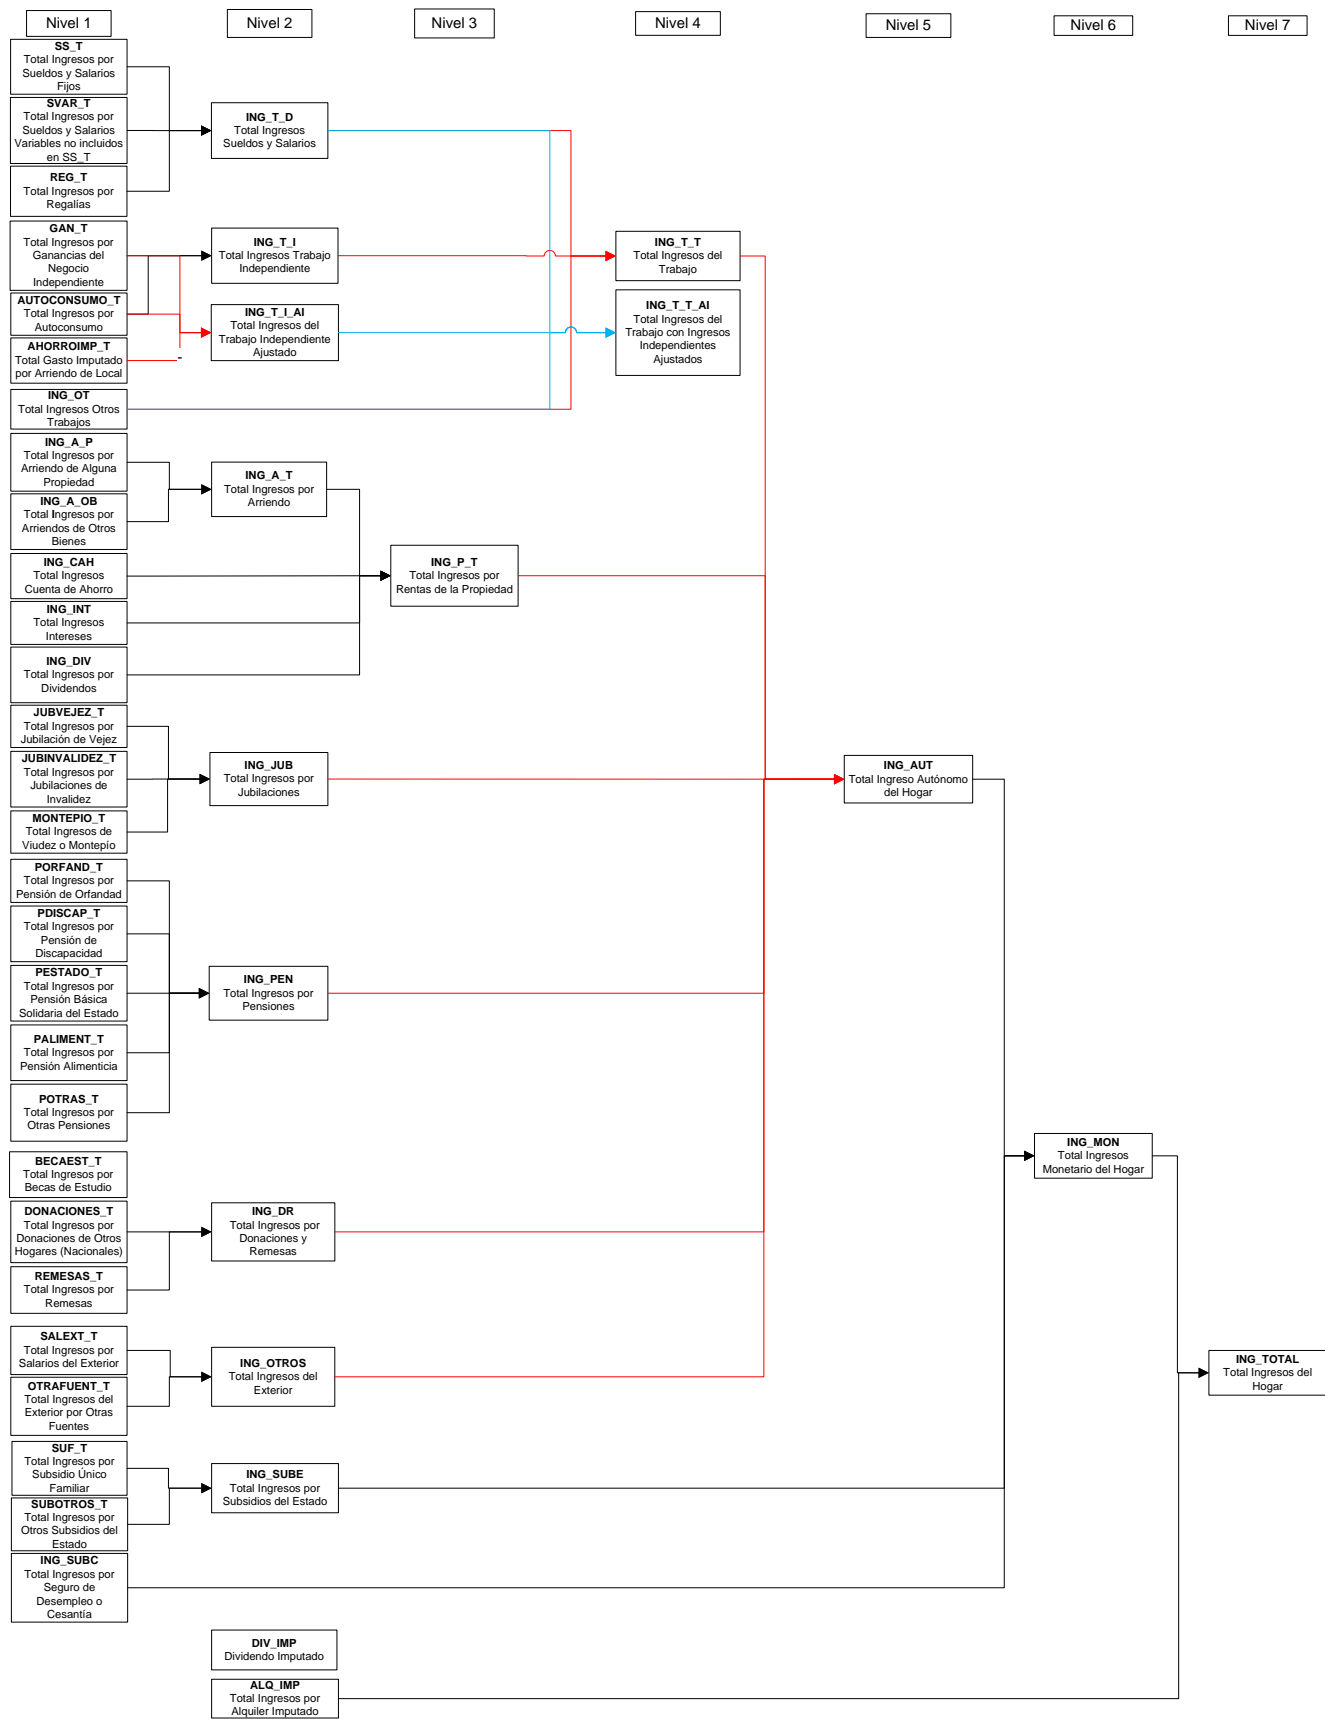 Nivel 1
Nivel 2
Nivel 3
Nivel 4
Nivel 5
Nivel 6
Nivel 7
SS_T
Total Ingresos por
Sueldos y Salarios
Fijos
SVAR_T
Total Ingresos por
Sueldos y Salarios
Variables no incluidos
en SS_T
REG_T
Total Ingresos por
Regalías
GAN_T
Total Ingresos por
Ganancias del
Negocio
Independiente
AUTOCONSUMO_T
Total Ingresos por
Autoconsumo
AHORROIMP_T
Total Gasto Imputado
por Arriendo de Local
-
ING_OT
Total Ingresos Otros
Trabajos
ING_A_P
Total Ingresos por
Arriendo de Alguna
Propiedad
ING_A_OB
Total Ingresos por
Arriendos de Otros
Bienes
ING_CAH
Total Ingresos
Cuenta de Ahorro
ING_INT
Total Ingresos
Intereses
ING_DIV
Total Ingresos por
Dividendos
JUBVEJEZ_T
Total Ingresos por
Jubilación de Vejez
JUBINVALIDEZ_T
Total Ingresos por
Jubilaciones de
Invalidez
MONTEPIO_T
Total Ingresos de
Viudez o Montepío
PORFAND_T
Total Ingresos por
Pensión de Orfandad
PDISCAP_T
Total Ingresos por
Pensión de
Discapacidad
PESTADO_T
Total Ingresos por
Pensión Básica
Solidaria del Estado
PALIMENT_T
Total Ingresos por
Pensión Alimenticia
POTRAS_T
Total Ingresos por
Otras Pensiones
BECAEST_T
Total Ingresos por
Becas de Estudio
DONACIONES_T
Total Ingresos por
Donaciones de Otros
Hogares (Nacionales)
REMESAS_T
Total Ingresos por
Remesas
SALEXT_T
Total Ingresos por
Salarios del Exterior
OTRAFUENT_T
Total Ingresos del
Exterior por Otras
Fuentes
SUF_T
Total Ingresos por
Subsidio Único
Familiar
SUBOTROS_T
Total Ingresos por
Otros Subsidios del
Estado
ING_SUBC
Total Ingresos por
Seguro de
Desempleo o
Cesantía
ING_T_D
Total Ingresos
Sueldos y Salarios
ING_T_I
Total Ingresos Trabajo
Independiente
ING_T_I_AI
Total Ingresos del
Trabajo Independiente
Ajustado
ING_A_T
Total Ingresos por
Arriendo
ING_JUB
Total Ingresos por
Jubilaciones
ING_PEN
Total Ingresos por
Pensiones
ING_DR
Total Ingresos por
Donaciones y
Remesas
ING_OTROS
Total Ingresos del
Exterior
ING_SUBE
Total Ingresos por
Subsidios del Estado
DIV_IMP
Dividendo Imputado
ALQ_IMP
Total Ingresos por
Alquiler Imputado
ING_P_T
Total Ingresos por
Rentas de la Propiedad
ING_T_T
Total Ingresos del
Trabajo
ING_T_T_AI
Total Ingresos del
Trabajo con Ingresos
Independientes
Ajustados
ING_AUT
Total Ingreso Autónomo
del Hogar
ING_MON
Total Ingresos
Monetario del Hogar
ING_TOTAL
Total Ingresos del
Hogar